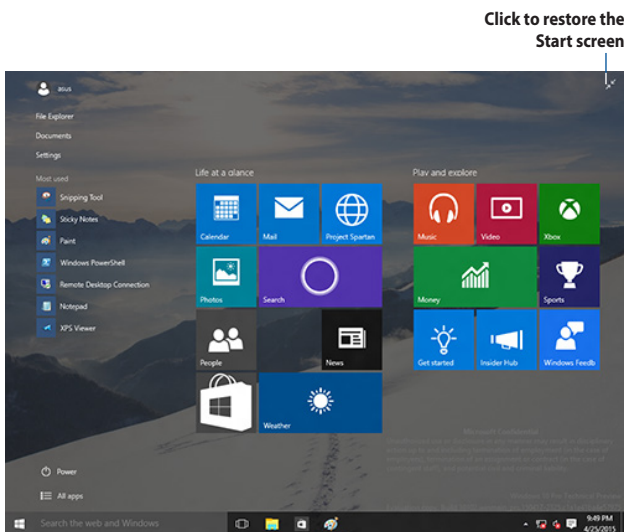 Click to restore the
Start screen
asus
File Explorer
Documents
Settings
Most used
Snipping Tool
Sticky Notes
Paint
Windows PowerShell
Remote Desktop Connection
Notepad
XPS Viewer
Power
All apps
Life at a glance
Calendar
Mail
Project Spartan
Photos
Search
People
News
Weather
Play and explore
Music
Video
Xbox
Money
Sports
Get started
Insider Hub
Windows Feedb
Microsoft Confidential
Search the web and Windows
9:49 PM
4/25/2015